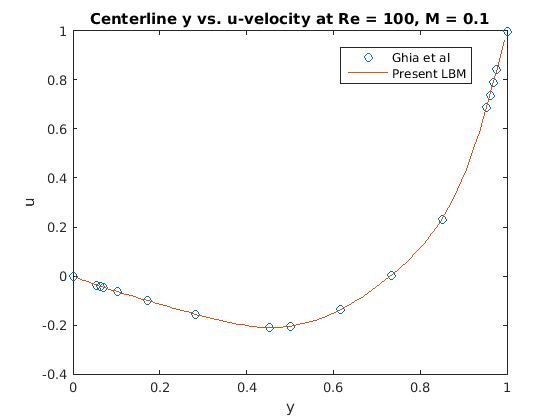 Centerline y vs. u-velocity at Re = 100, M = 0.1
1
Ghia et al
Present LBM
0.8
0.6
0.4
u
0.2
0
-0.2
-0.4
0 0.2 0.4 0.6 0.8 1
y